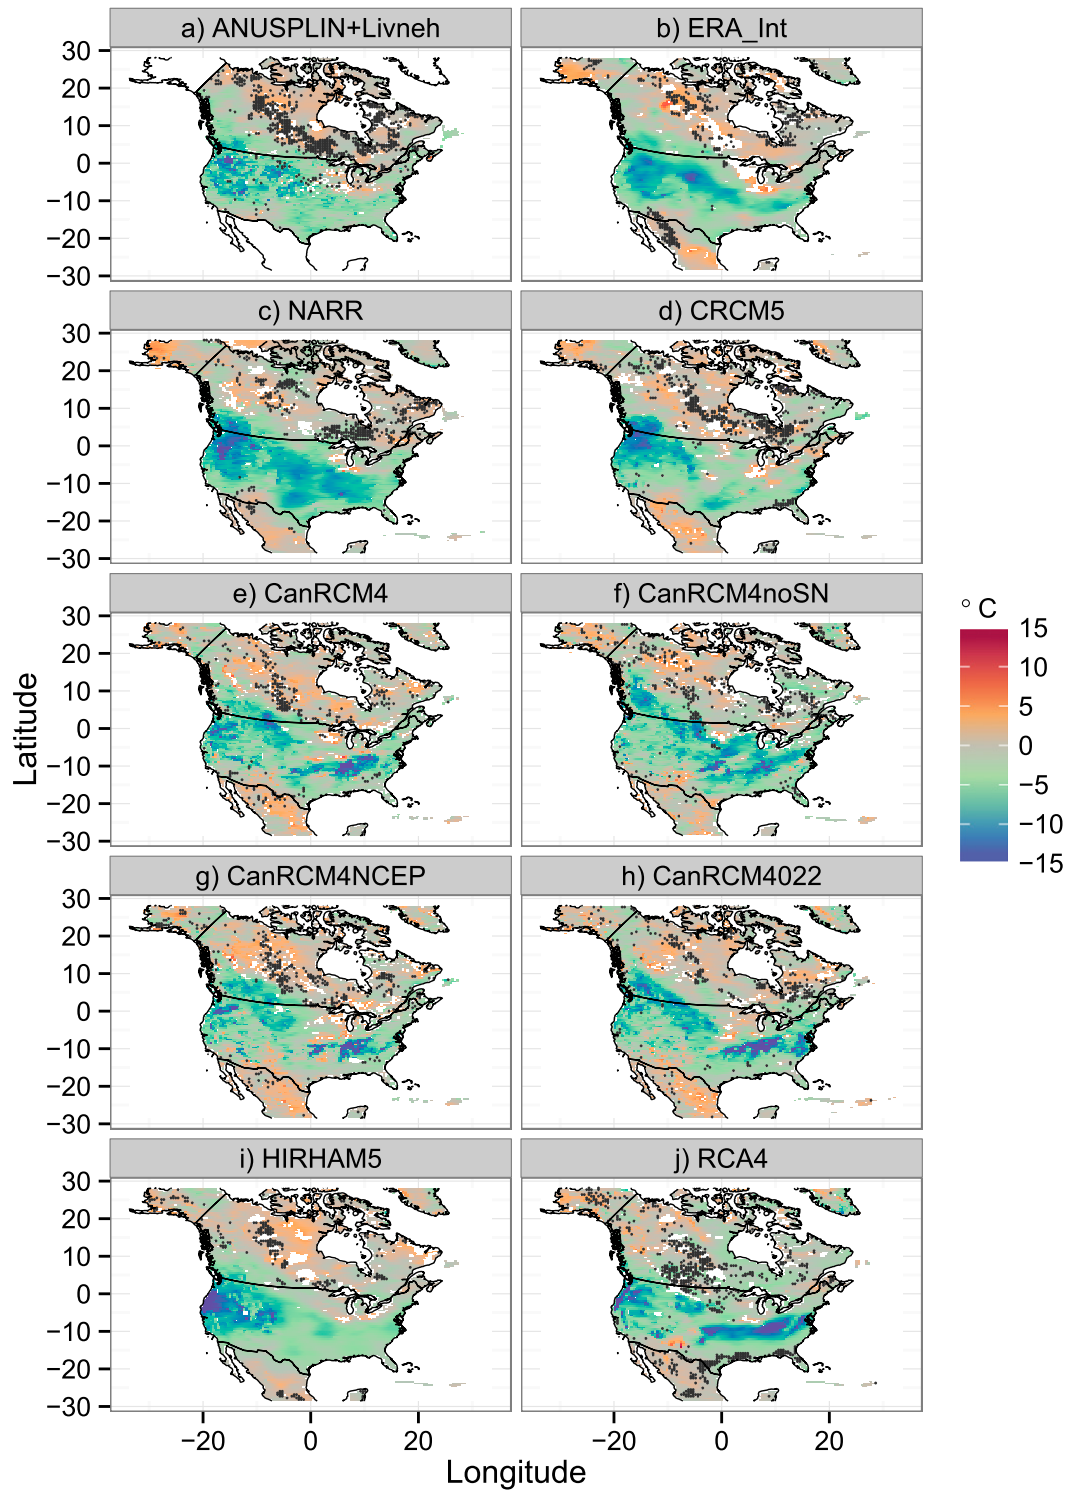 a) ANUSPLIN+Livneh
b) ERA_Int
30
20
10
0
−10
−20
−30
c) NARR
d) CRCM5
30
20
10
0
−10
−20
−30
e) CanRCM4
f) CanRCM4noSN
30
20
10
0
−10
−20
−30
g) CanRCM4NCEP
h) CanRCM4022
30
20
10
0
−10
−20
−30
i) HIRHAM5
j) RCA4
30
20
10
0
−10
−20
−30
−20 0 20
−20 0 20
Longitude
Latitude
° C
15
10
5
0
−5
−10
−15